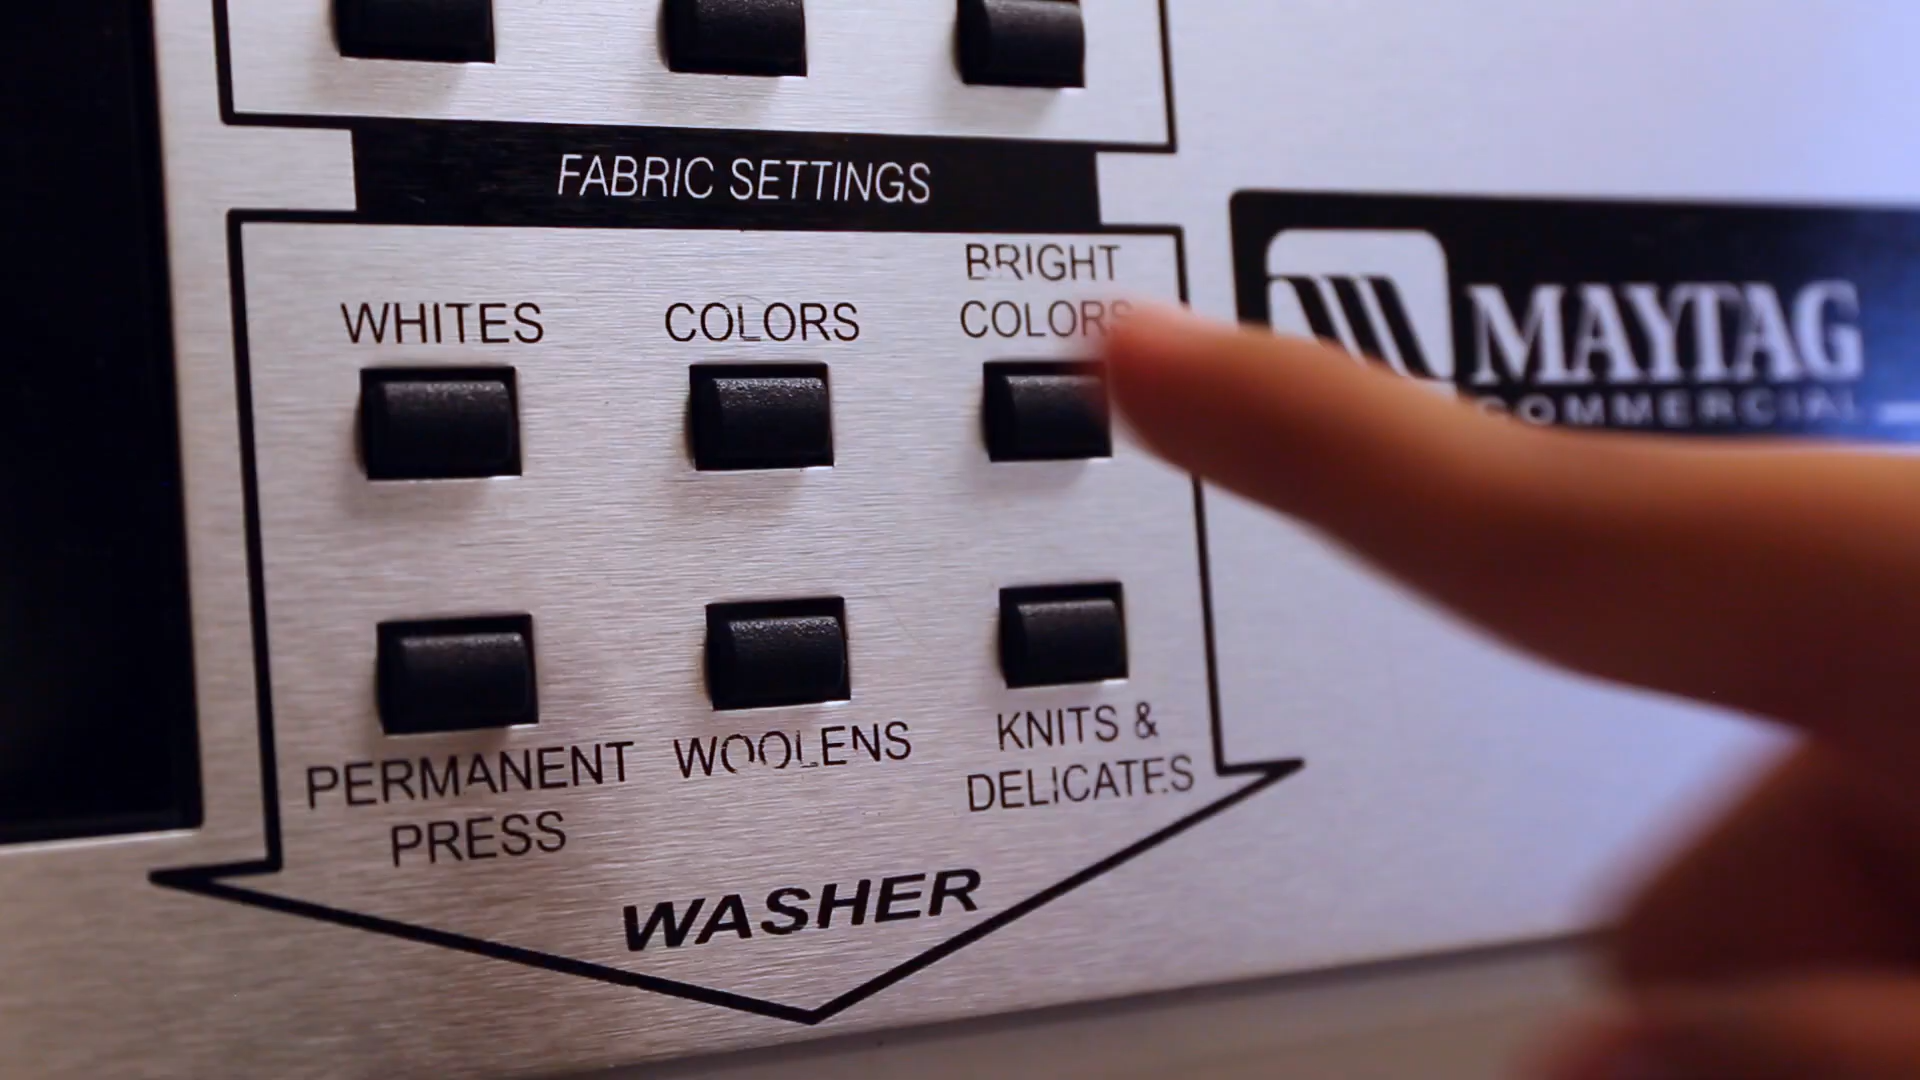 FABRIC SETTINGS
WHITES
COLORS
BRIGHT
COLORS
MAYTAG
COMMERCIAL
PERMANENT
PRESS
WOOLENS
KNITS &
DELICATES
WASHER